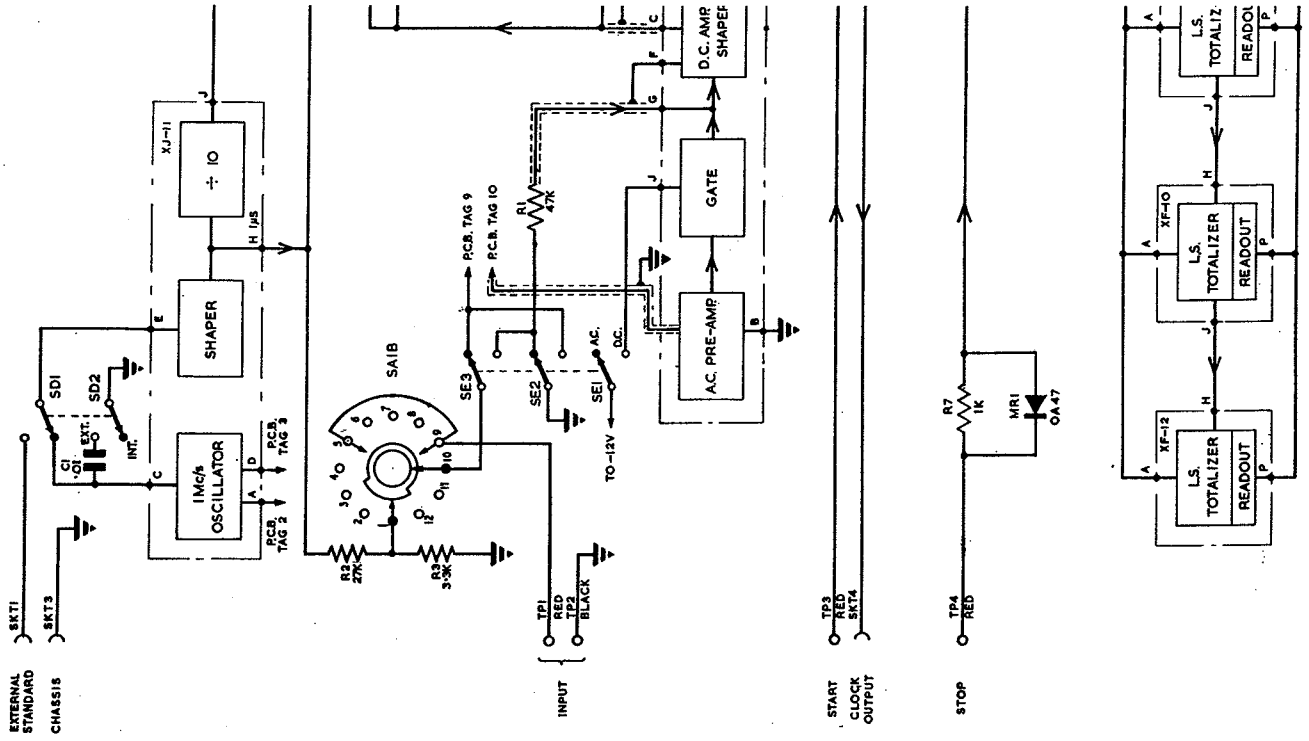 EXTERNAL
STANDARD
SKT1
CHASSIS
SKT3
SD1
SD2
EXT.
INT.
C1
·01
C
1Mc/s
OSCILLATOR
A
D
P.C.B.
TAG 2
P.C.B.
TAG 3
E
SHAPER
H 1µS
XJ-11
÷ 10
J
R2
27K
R3
3·3K
SA1B
1
2
3
4
5
6
7
8
9
10
11
12
INPUT
TP1
RED
TP2
BLACK
SE3
SE2
SE1
A.C.
D.C.
TO-12V
P.C.B. TAG 9
P.C.B. TAG 10
R1
47K
A.C. PRE-AMP.
B
GATE
J
G
F
C
D.C. AMP
SHAPER
START
TP3
RED
CLOCK
OUTPUT
SKT4
STOP
TP4
RED
R7
1K
MR1
OA47
XF-12
A
L.S.
TOTALIZER
READOUT
P
H
J
XF-10
A
L.S.
TOTALIZER
READOUT
P
H
J
A
L.S.
TOTALIZER
READOU
P